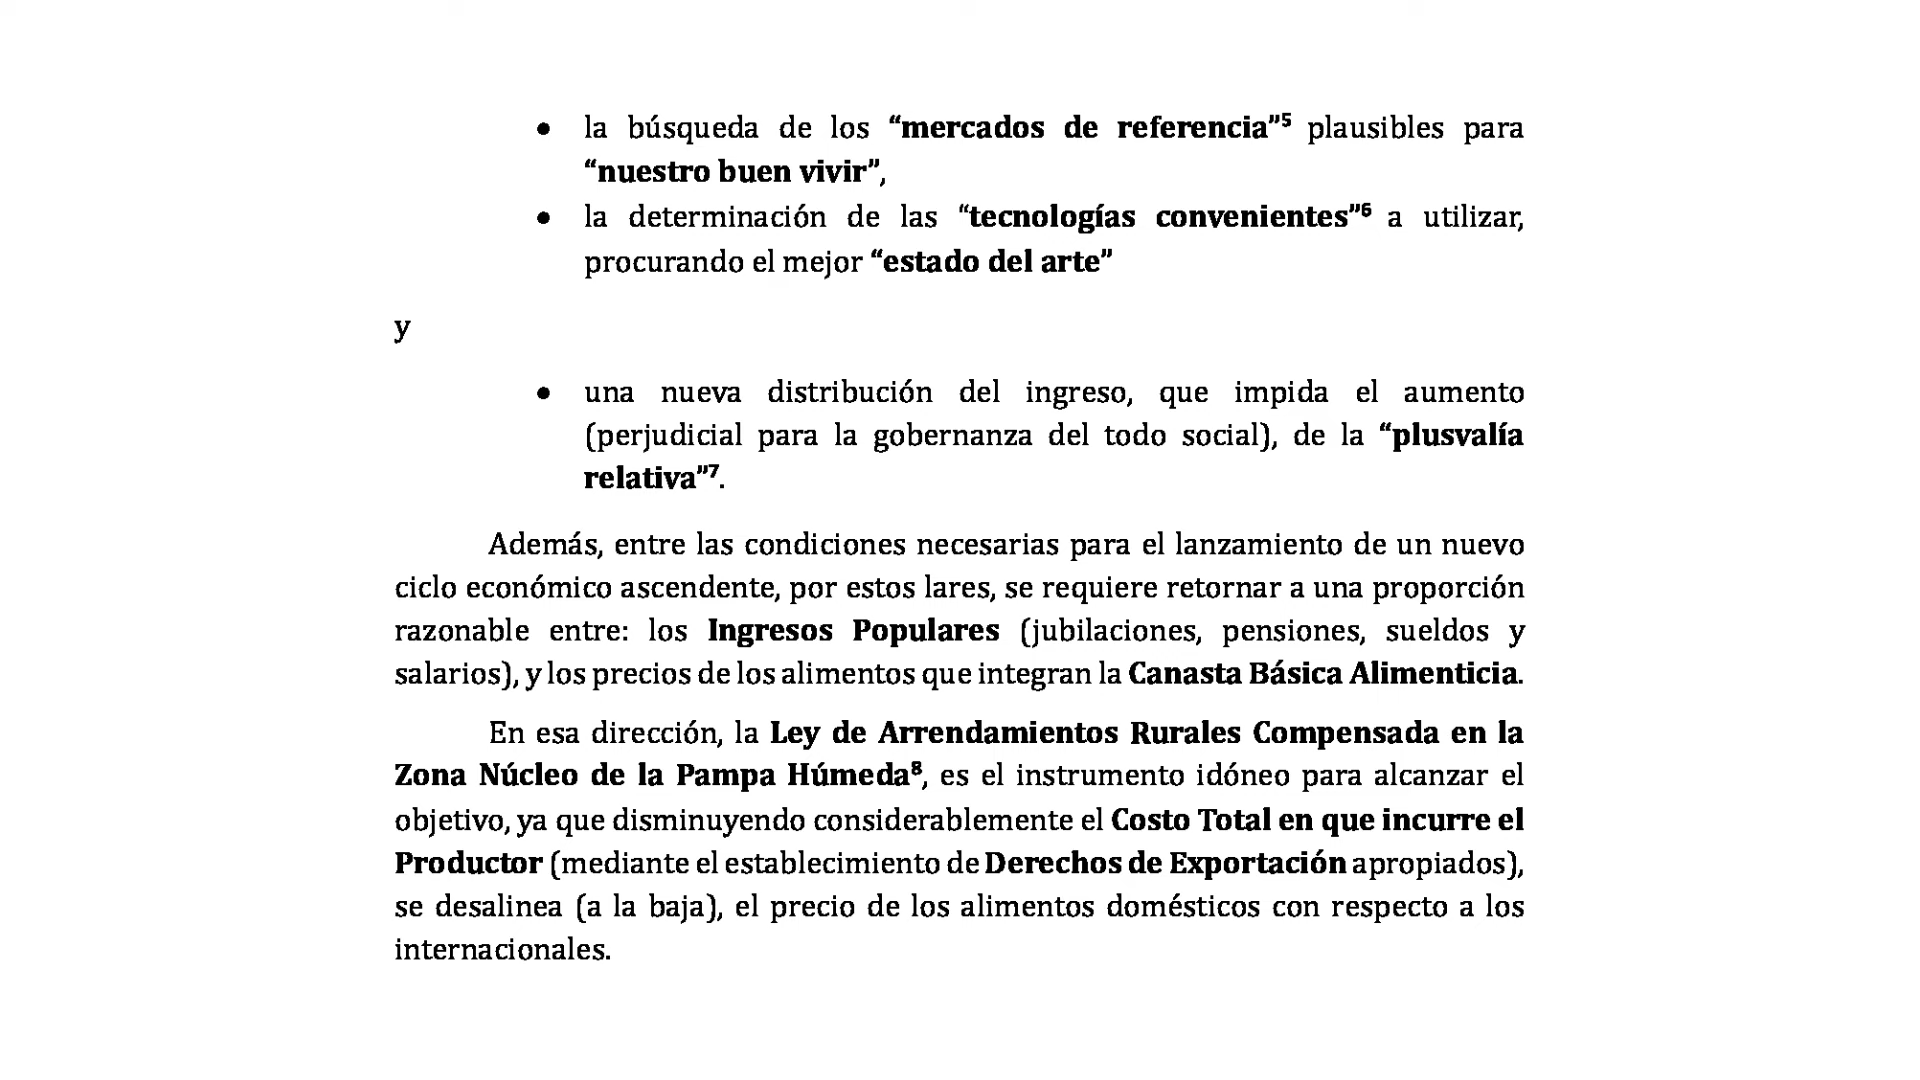 • la búsqueda de los “mercados de referencia”⁵ plausibles para
“nuestro buen vivir”,
• la determinación de las “tecnologías convenientes”⁶ a utilizar,
procurando el mejor “estado del arte”
y
• una nueva distribución del ingreso, que impida el aumento
(perjudicial para la gobernanza del todo social), de la “plusvalía
relativa”⁷.
Además, entre las condiciones necesarias para el lanzamiento de un nuevo
ciclo económico ascendente, por estos lares, se requiere retornar a una proporción
razonable entre: los Ingresos Populares (jubilaciones, pensiones, sueldos y
salarios), y los precios de los alimentos que integran la Canasta Básica Alimenticia.
En esa dirección, la Ley de Arrendamientos Rurales Compensada en la
Zona Núcleo de la Pampa Húmeda⁸, es el instrumento idóneo para alcanzar el
objetivo, ya que disminuyendo considerablemente el Costo Total en que incurre el
Productor (mediante el establecimiento de Derechos de Exportación apropiados),
se desalinea (a la baja), el precio de los alimentos domésticos con respecto a los
internacionales.